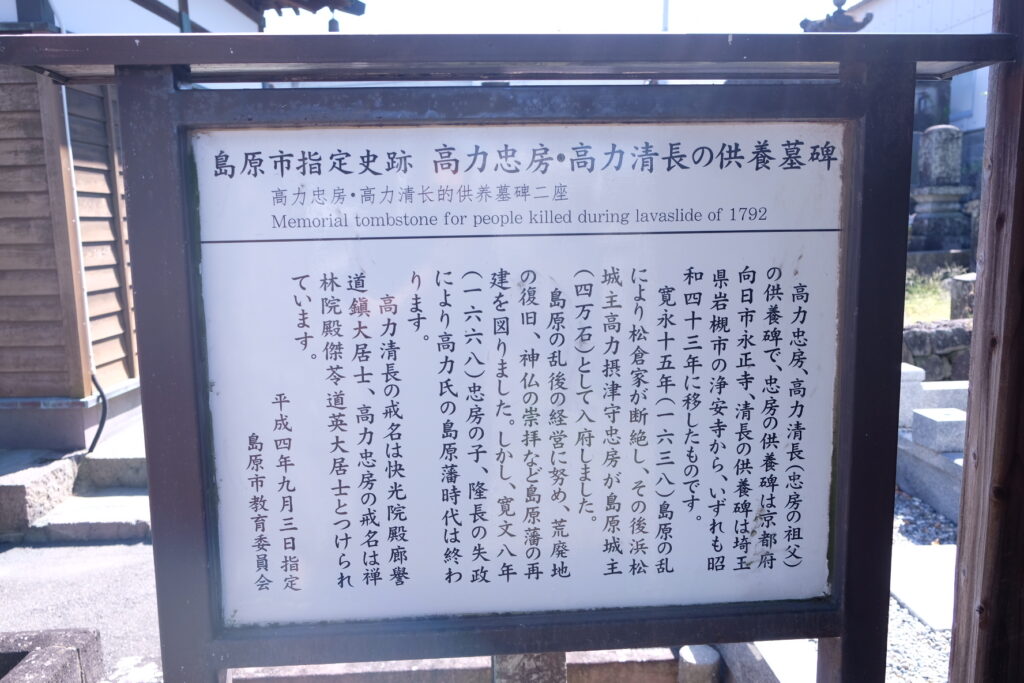 島原市指定史跡 高力忠房・高力清長の供養墓碑
高力忠房・高力清长的供养墓碑二座
Memorial tombstone for people killed during lavaslide of 1792
高力忠房、高力清長(忠房の祖父)
の供養碑で、忠房の供養碑は京都府
向日市永正寺、清長の供養碑は埼玉
県岩槻市の浄安寺から、いずれも昭
和四十三年に移したものです。
寛永十五年(一六三八)島原の乱
により松倉家が断絶し、その後浜松
城主高力摂津守忠房が島原城主
(四万石)として入府しました。
島原の乱後の経営に努め、荒廃地
の復旧、神仏の崇拝など島原藩の再
建を図りました。しかし、寛文八年
(一六六八)忠房の子、隆長の失政
により高力氏の島原藩時代は終わ
ります。
高力清長の戒名は快光院殿廊譽
道鎮大居士、高力忠房の戒名は禅
林院殿傑苓道英大居士とつけられ
ています。
平成四年九月三日指定
島原市教育委員会